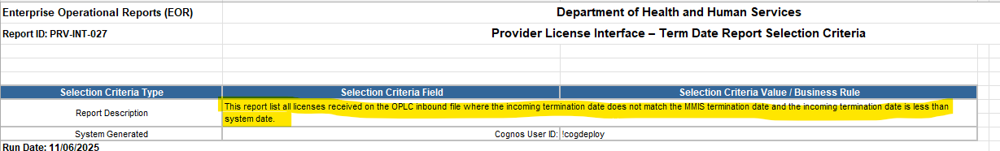 Enterprise Operational Reports (EOR) Department of Health and Human Services
Report ID: PRV-INT-027 Provider License Interface – Term Date Report Selection Criteria
Selection Criteria Type Selection Criteria Field Selection Criteria Value / Business Rule
Report Description This report list all licenses received on the OPLC inbound file where the incoming termination date does not match the MMIS termination date and the incoming termination date is less than
system date.
System Generated Cognos User ID: !cogdeploy
Run Date: 11/06/2025